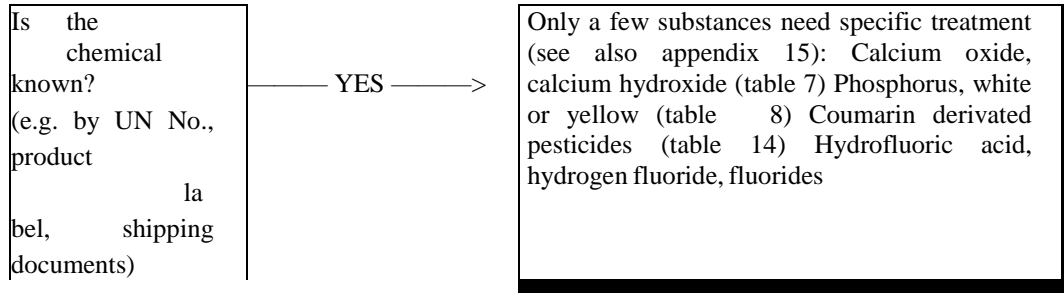 Is the
chemical
known?
(e.g. by UN No.,
product
la
bel, shipping
documents)
YES
Only a few substances need specific treatment
(see also appendix 15): Calcium oxide,
calcium hydroxide (table 7) Phosphorus, white
or yellow (table 8) Coumarin derivated
pesticides (table 14) Hydrofluoric acid,
hydrogen fluoride, fluorides